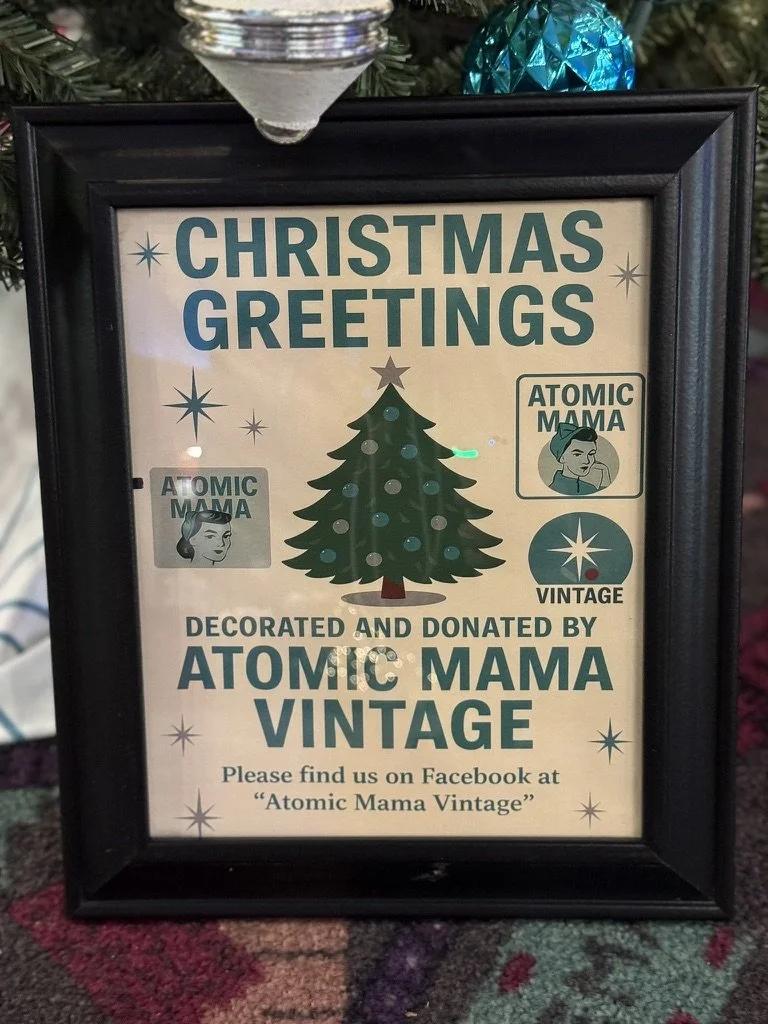 CHRISTMAS
GREETINGS
ATOMIC
MAMA
ATOMIC
MAMA
VINTAGE
DECORATED AND DONATED BY
ATOMIC MAMA
VINTAGE
Please find us on Facebook at
“Atomic Mama Vintage”